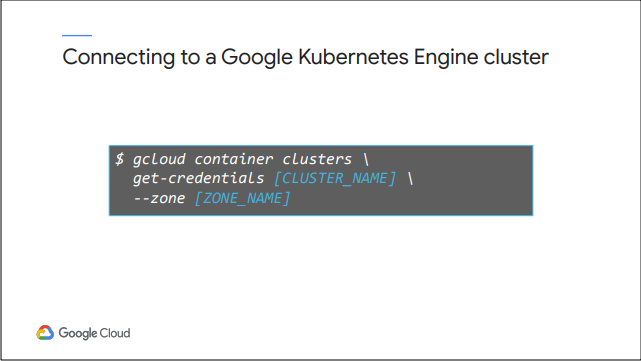 Connecting to a Google Kubernetes Engine cluster
$ gcloud container clusters \
get-credentials [CLUSTER_NAME] \
--zone [ZONE_NAME]
Google Cloud